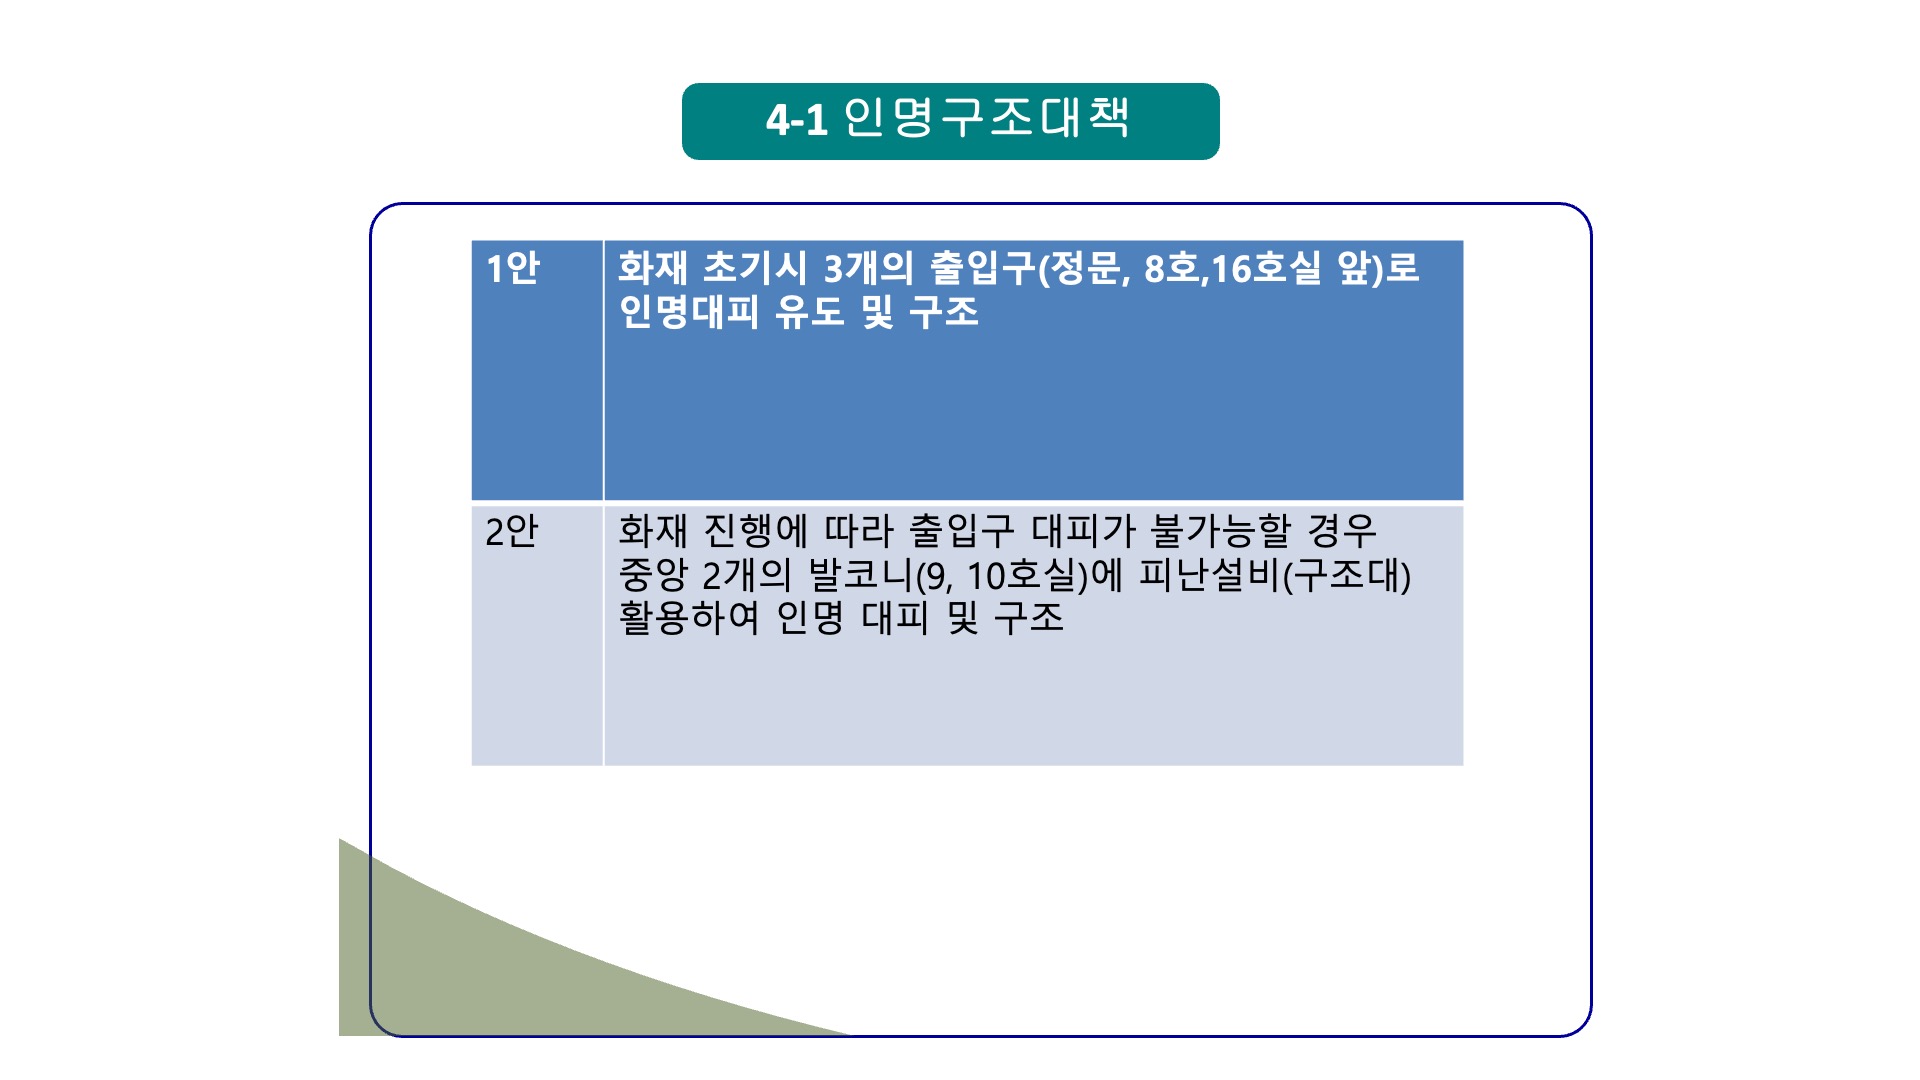 4-1 인명구조대책
1안
화재 초기시 3개의 출입구(정문, 8호,16호실 앞)로
인명대피 유도 및 구조
2안
화재 진행에 따라 출입구 대피가 불가능할 경우
중앙 2개의 발코니(9, 10호실)에 피난설비(구조대)
활용하여 인명 대피 및 구조